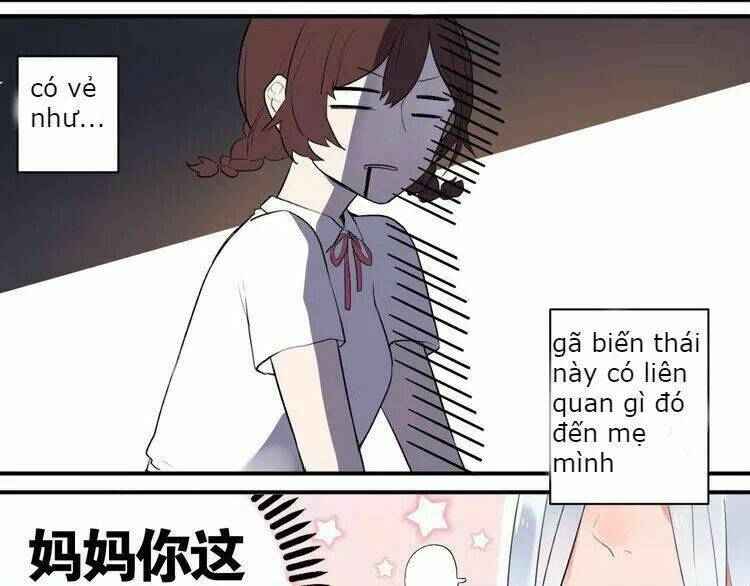 có vẻ
như...
gã biến thái
này có liên
quan gì đó
đến mẹ
mình
妈妈你这